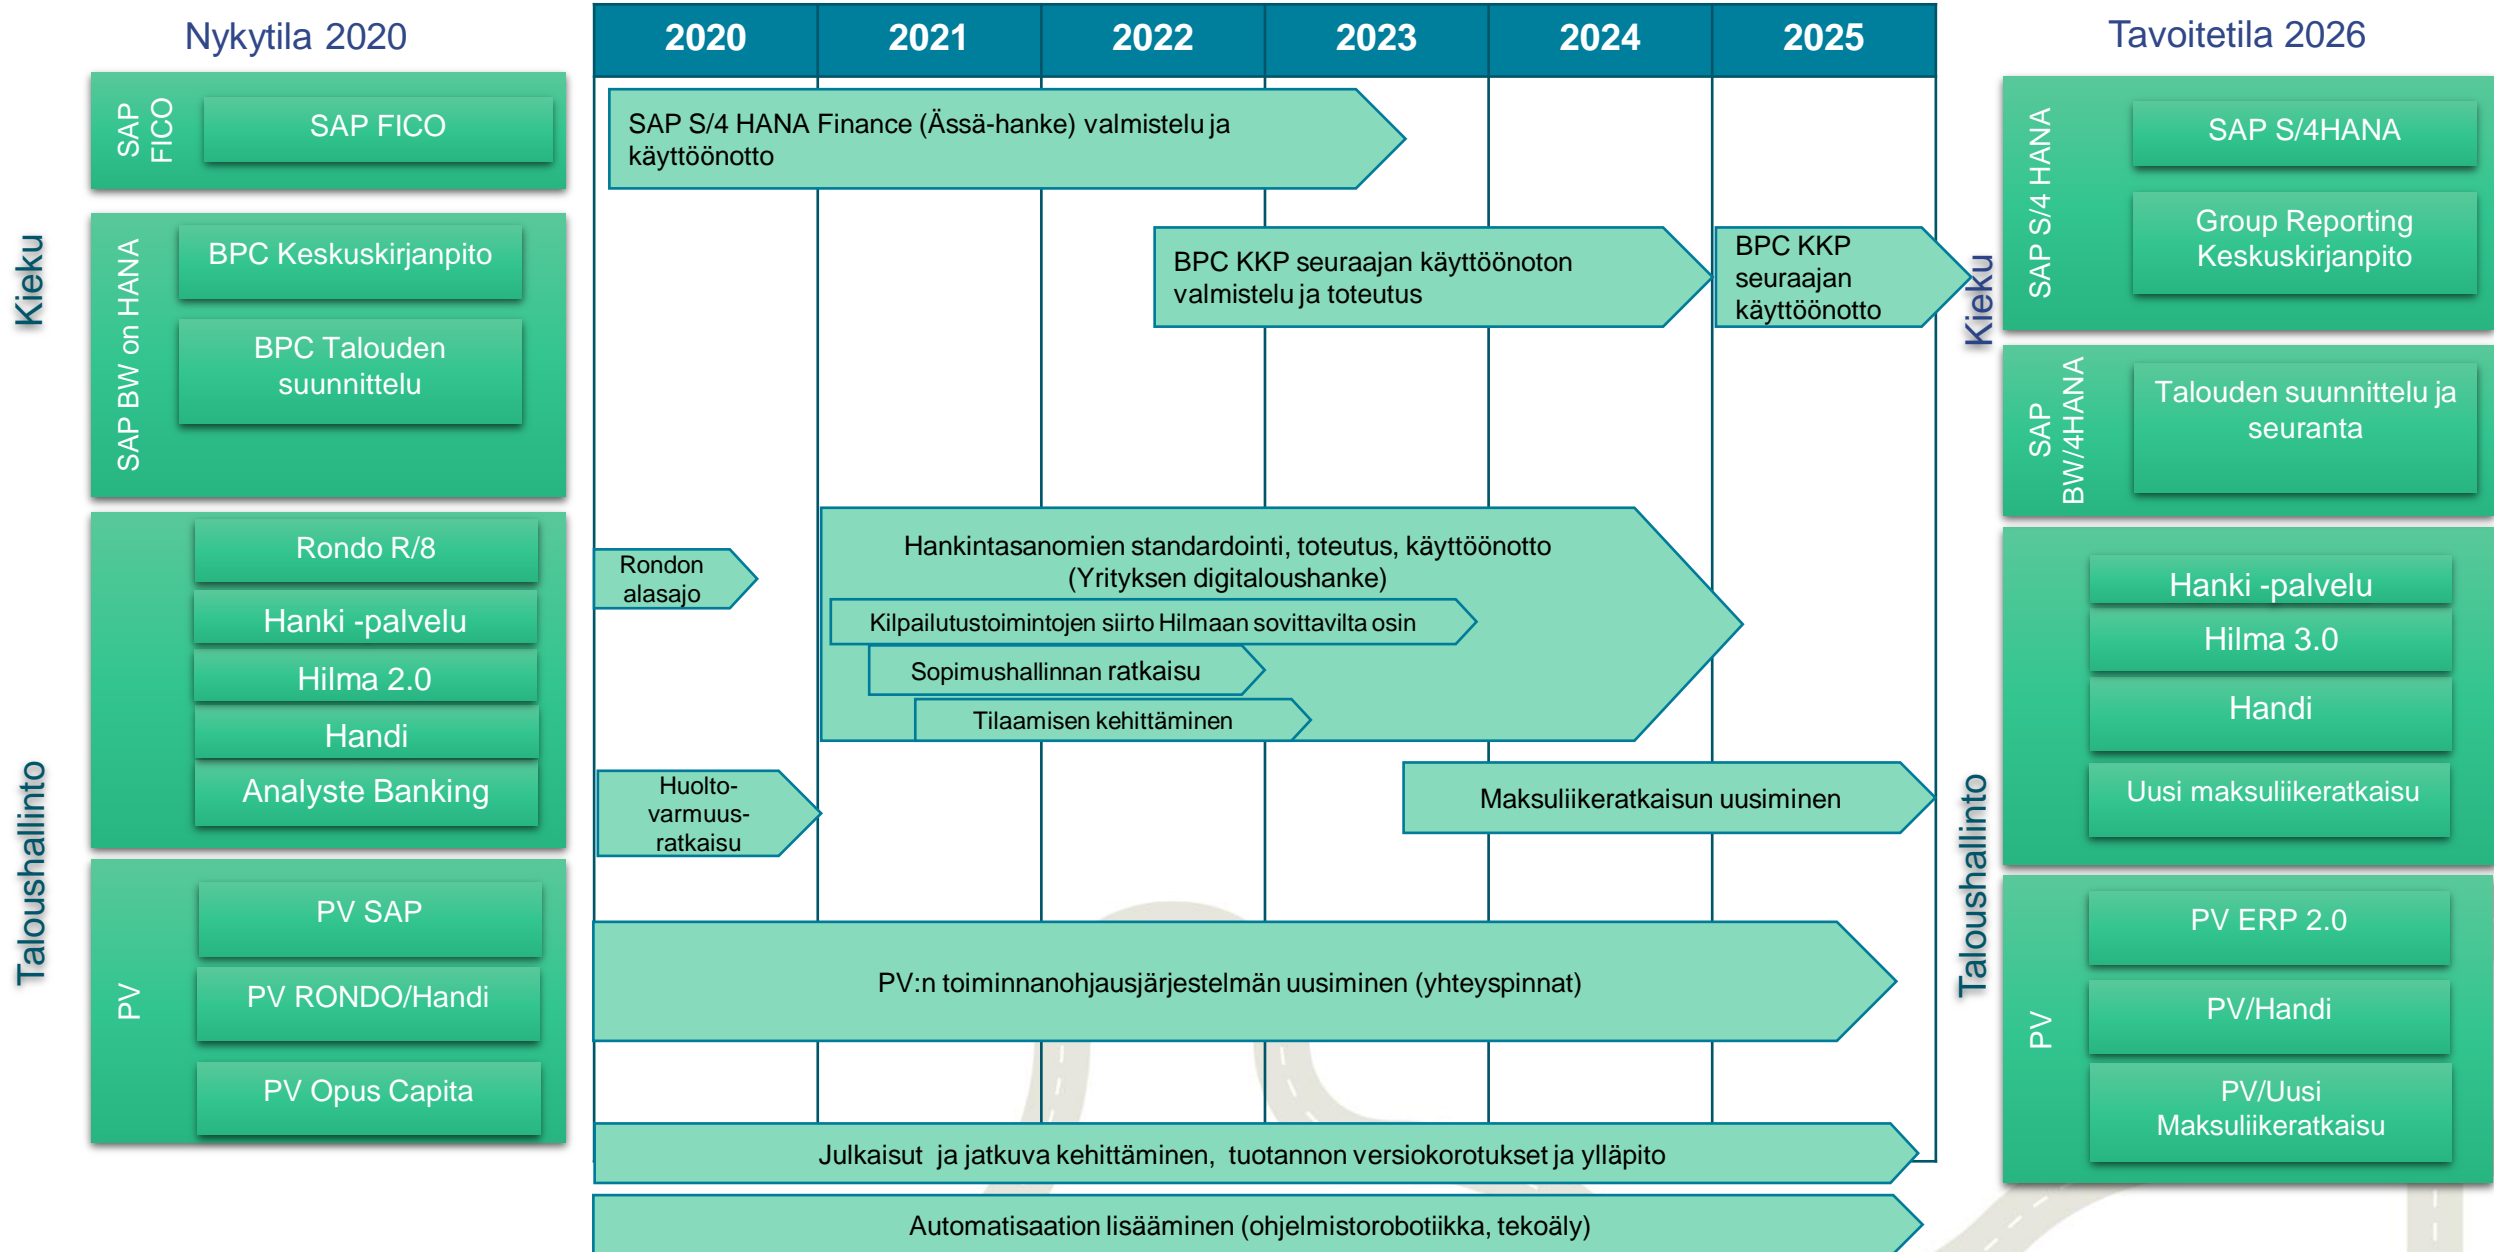 Nykytila 2020
2020
2021
2022
2023
2024
2025
Tavoitetila 2026
Kieku
SAP
FICO
SAP FICO
SAP BW on HANA
BPC Keskuskirjanpito
BPC Talouden
suunnittelu
Taloushallinto
Rondo R/8
Hanki -palvelu
Hilma 2.0
Handi
Analyste Banking
PV
PV SAP
PV RONDO/Handi
PV Opus Capita
SAP S/4 HANA Finance (Ässä-hanke) valmistelu ja
käyttöönotto
BPC KKP seuraajan käyttöönoton
valmistelu ja toteutus
BPC KKP
seuraajan
käyttöönotto
Rondon
alasajo
Hankintasanomien standardointi, toteutus, käyttöönotto
(Yrityksen digitaloushanke)
Kilpailutustoimintojen siirto Hilmaan sovittavilta osin
Sopimushallinnan ratkaisu
Tilaamisen kehittäminen
Huolto-
varmuus-
ratkaisu
Maksuliikeratkaisun uusiminen
PV:n toiminnanohjausjärjestelmän uusiminen (yhteyspinnat)
Julkaisut ja jatkuva kehittäminen, tuotannon versiokorotukset ja ylläpito
Automatisaation lisääminen (ohjelmistorobotiikka, tekoäly)
Kieku
SAP S/4 HANA
SAP S/4HANA
Group Reporting
Keskuskirjanpito
SAP
BW/4HANA
Talouden suunnittelu ja
seuranta
Taloushallinto
Hanki -palvelu
Hilma 3.0
Handi
Uusi maksuliikeratkaisu
PV
PV ERP 2.0
PV/Handi
PV/Uusi
Maksuliikeratkaisu